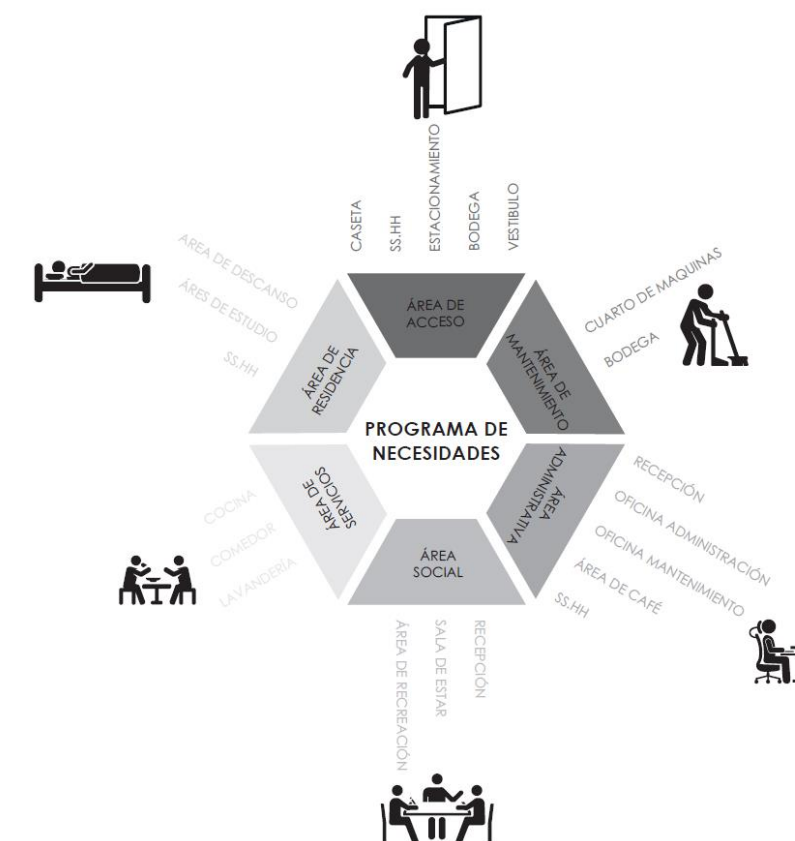 CASETA
SS.HH
ESTACIONAMIENTO
BODEGA
VESTIBULO
ÁREA DE
ACCESO
CUARTO DE MAQUINAS
BODEGA
ÁREA DE
MANTENIMIENTO
RECEPCIÓN
OFICINA ADMINISTRACIÓN
OFICINA MANTENIMIENTO
ÁREA DE CAFÉ
SS.HH
ÁREA
ADMINISTRATIVA
RECEPCIÓN
SALA DE ESTAR
ÁREA DE RECREACIÓN
ÁREA
SOCIAL
COCINA
COMEDOR
LAVANDERÍA
ÁREA DE
SERVICIOS
AREA DE DESCANSO
ÁRES DE ESTUDIO
SS.HH
ÁREA DE
RESIDENCIA
PROGRAMA DE
NECESIDADES